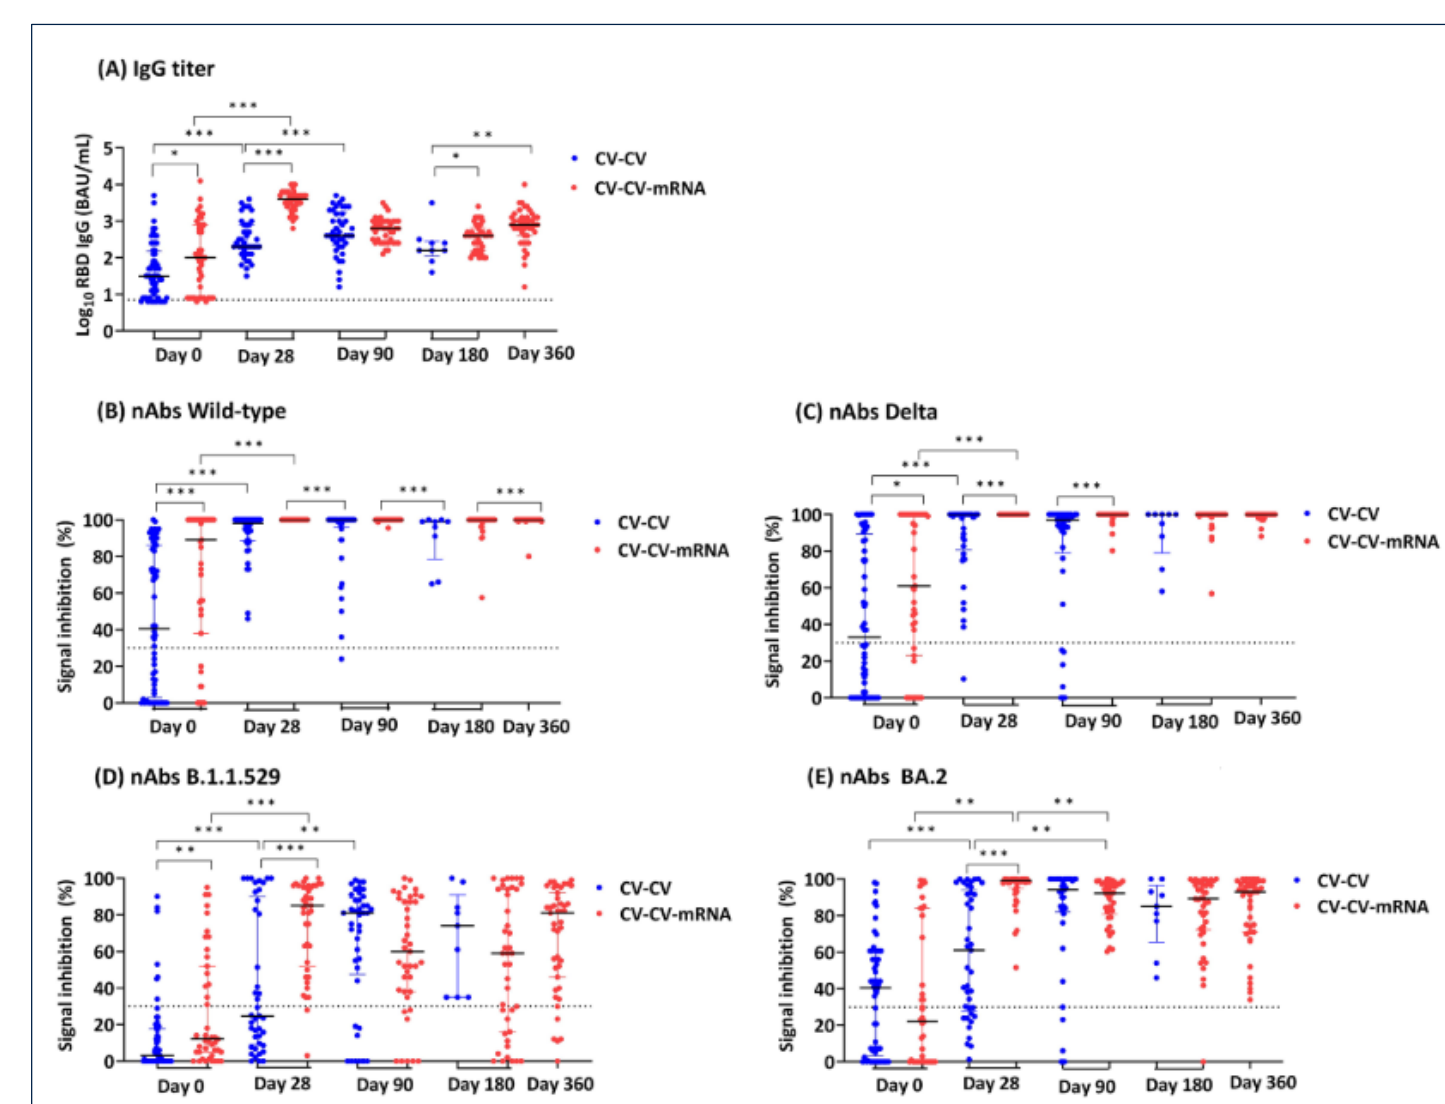 (A) IgG titer
***
*** ***
* *** * **
Log10 RBD IgG (BAU/mL)
5
4
3
2
1
0
CV-CV
CV-CV-mRNA
Day 0 Day 28 Day 90 Day 180 Day 360
(B) nAbs Wild-type
***
***
*** *** *** ***
Signal inhibition (%)
100
80
60
40
20
0
CV-CV
CV-CV-mRNA
Day 0 Day 28 Day 90 Day 180 Day 360
(C) nAbs Delta
***
***
* *** ***
Signal inhibition (%)
100
80
60
40
20
0
CV-CV
CV-CV-mRNA
Day 0 Day 28 Day 90 Day 180 Day 360
(D) nAbs B.1.1.529
***
*** **
** ***
Signal inhibition (%)
100
80
60
40
20
0
CV-CV
CV-CV-mRNA
Day 0 Day 28 Day 90 Day 180 Day 360
(E) nAbs BA.2
** **
*** **
***
Signal inhibition (%)
100
80
60
40
20
0
CV-CV
CV-CV-mRNA
Day 0 Day 28 Day 90 Day 180 Day 360